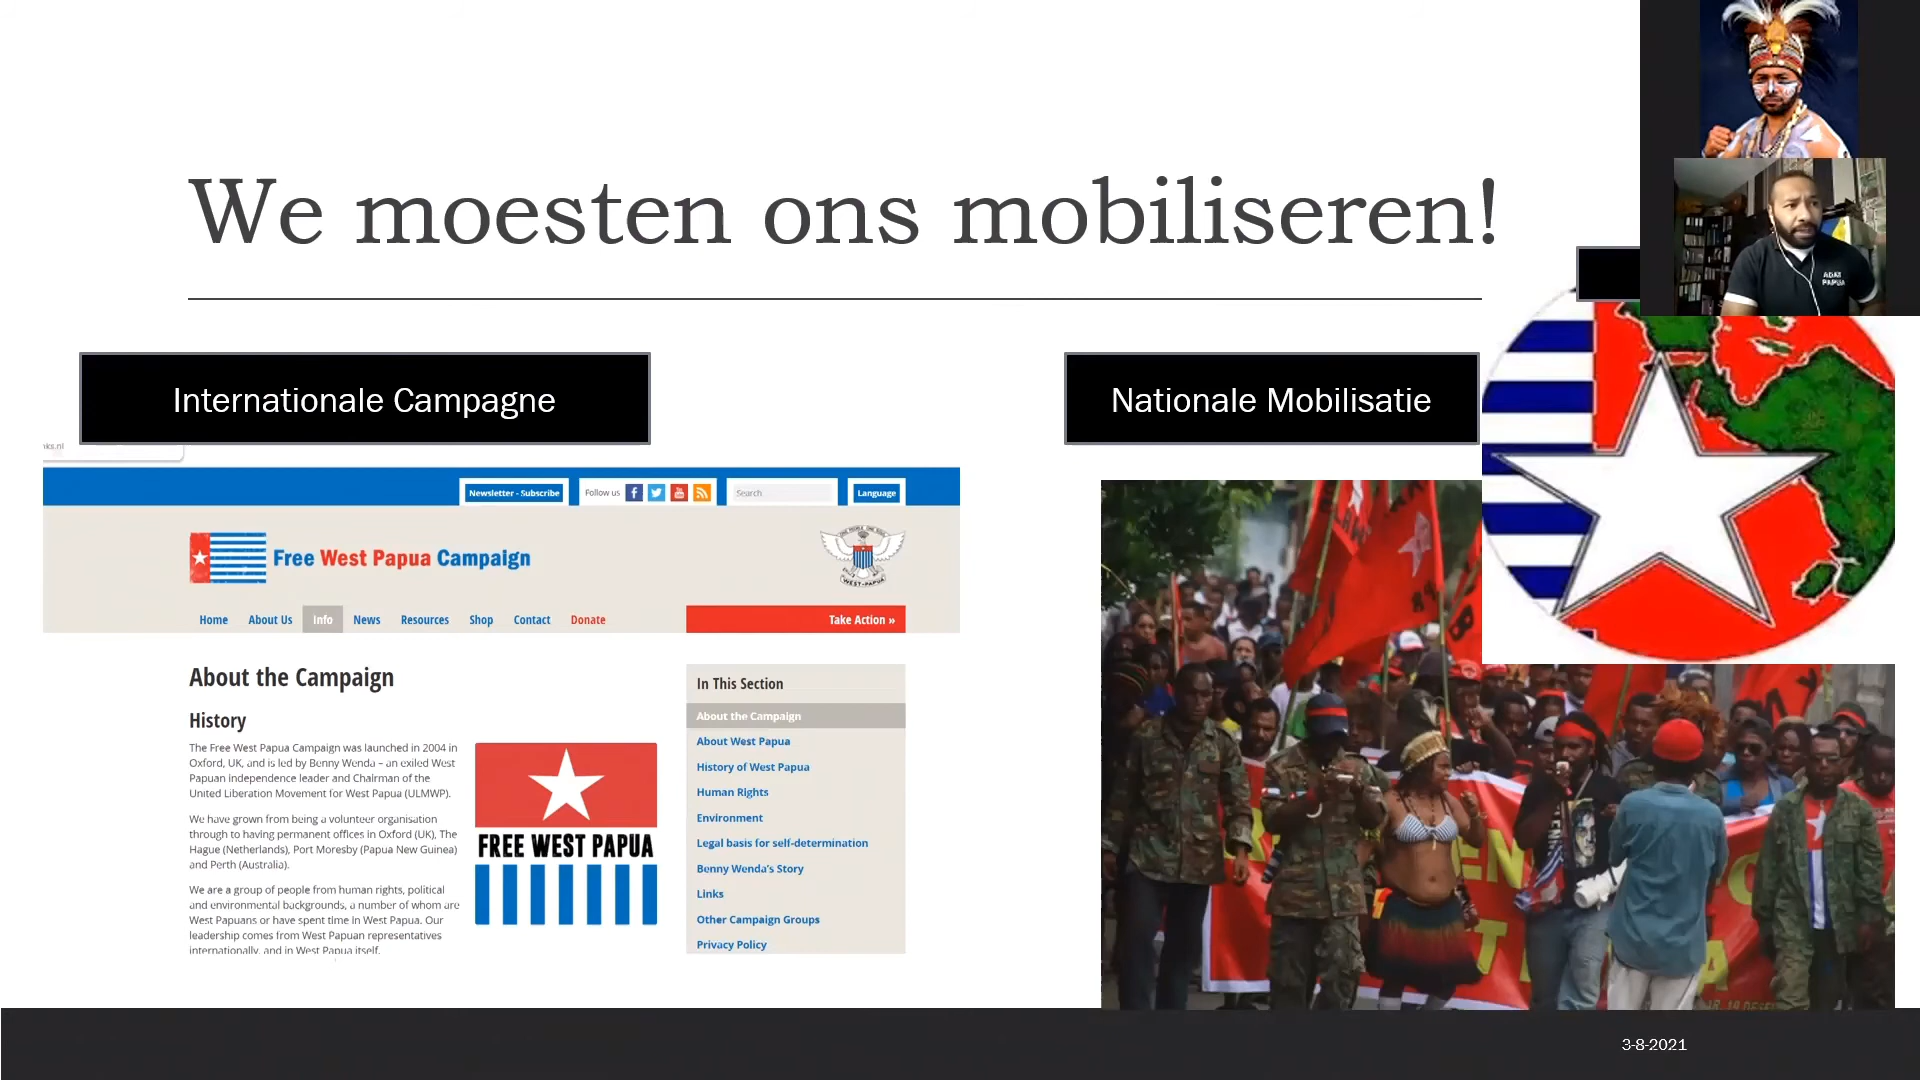 We moesten ons mobiliseren!
ADAT
PAPUA
Internationale Campagne
Nationale Mobilisatie
Newsletter - Subscribe
Follow us
Search
Language
Free West Papua Campaign
WEST-PAPUA
Home About Us Info News Resources Shop Contact Donate
Take Action »
About the Campaign
History
The Free West Papua Campaign was launched in 2004 in
Oxford, UK, and is led by Benny Wenda – an exiled West
Papuan independence leader and Chairman of the
United Liberation Movement for West Papua (ULMWP).
We have grown from being a volunteer organisation
through to having permanent offices in Oxford (UK), The
Hague (Netherlands), Port Moresby (Papua New Guinea)
and Perth (Australia).
We are a group of people from human rights, political
and environmental backgrounds, a number of whom are
West Papuans or have spent time in West Papua. Our
leadership comes from West Papuan representatives
internationally, and in West Papua itself.
FREE WEST PAPUA
In This Section
About the Campaign
About West Papua
History of West Papua
Human Rights
Environment
Legal basis for self-determination
Benny Wenda's Story
Links
Other Campaign Groups
Privacy Policy
3-8-2021